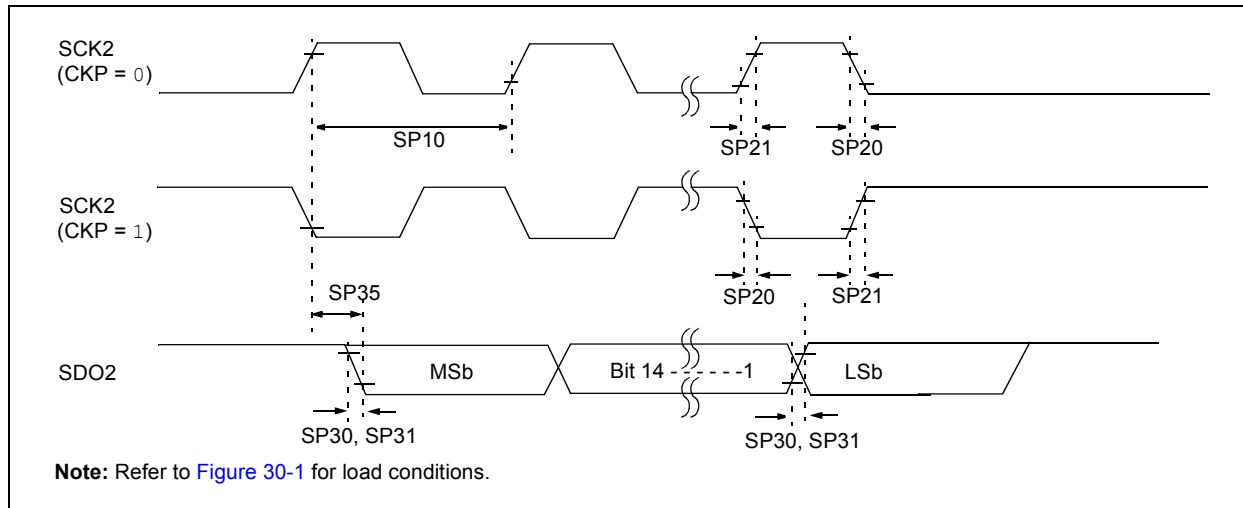 SCK2
(CKP = 0)
SP10
SP21
SP20
SCK2
(CKP = 1)
SP35
SP20
SP21
SDO2
MSb
Bit 14 - - - - - -1
LSb
SP30, SP31
SP30, SP31
Note: Refer to Figure 30-1 for load conditions.